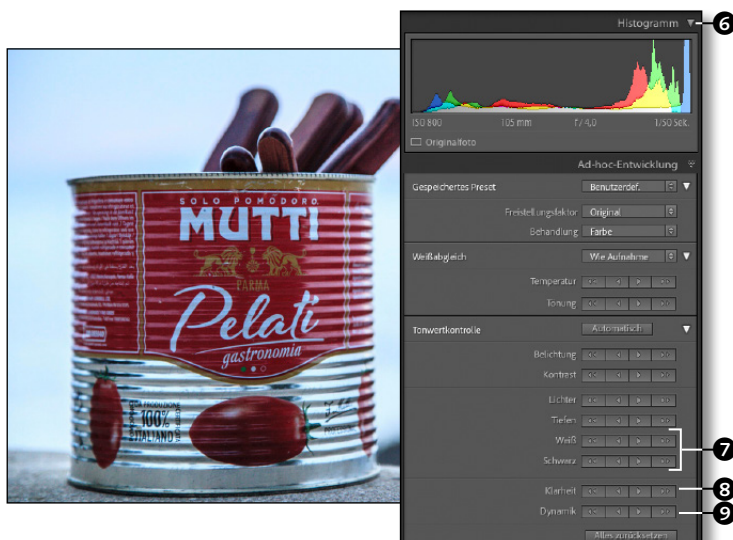 Histogramm
6
ISO 800 105 mm f / 4,0 1/50 Sek.
Originalfoto
Ad-hoc-Entwicklung
Gespeichertes Preset Benutzerdef.
Freistellungsfaktor Original
Behandlung Farbe
Weißabgleich Wie Aufnahme
Temperatur
Tönung
Tonwertkontrolle Automatisch
Belichtung
Kontrast
Lichter
Tiefen
Weiß
7
Schwarz
Klarheit 8
Dynamik 9
Alles zurücksetzen
SOLO POMODORO.
MUTTI
PARMA
Pelati
gastronomia
100%
ITALIANO